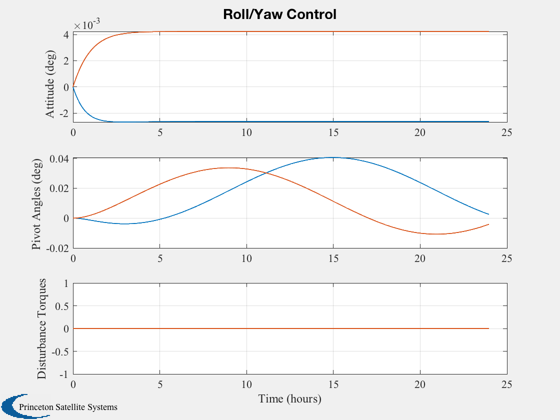 Roll/Yaw Control
×10⁻³
Attitude (deg)
4
2
0
-2
0 5 10 15 20 25
Pivot Angles (deg)
0.04
0.02
0
-0.02
0 5 10 15 20 25
Disturbance Torques
1
0.5
0
-0.5
-1
0 5 10 15 20 25
Time (hours)
Princeton Satellite Systems